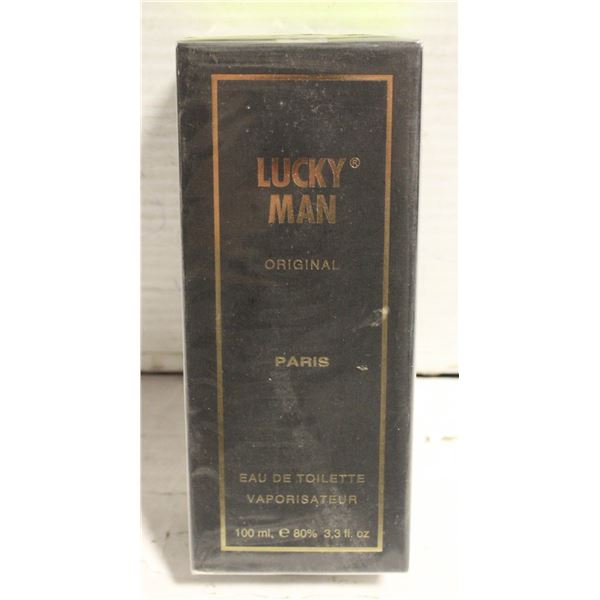 LUCKY®
MAN
ORIGINAL
PARIS
EAU DE TOILETTE
VAPORISATEUR
100 ml, ℮ 80% 3,3 fl. oz